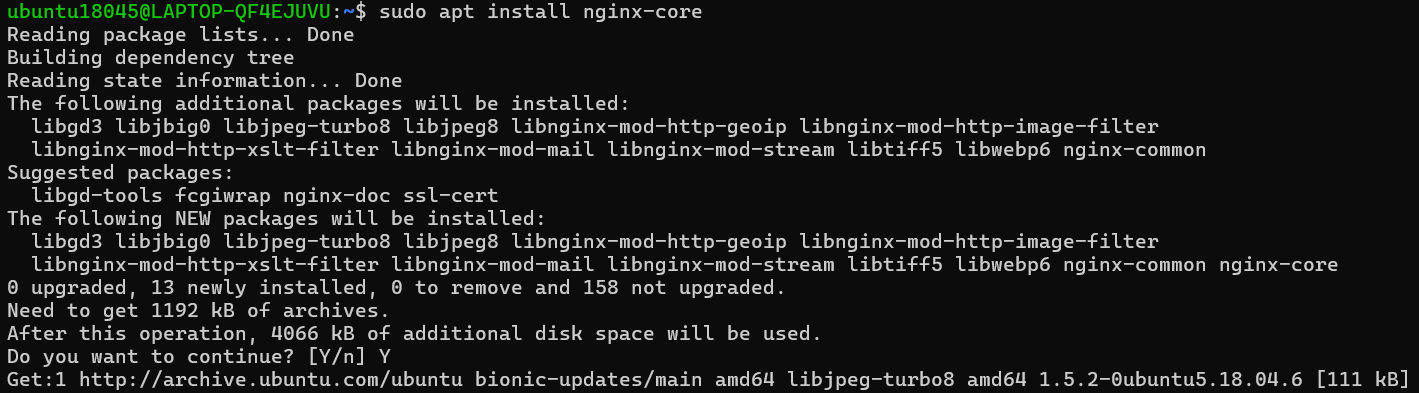 ubuntu18045@LAPTOP-QF4EJUVU:~$ sudo apt install nginx-core
Reading package lists... Done
Building dependency tree
Reading state information... Done
The following additional packages will be installed:
  libgd3 libjbig0 libjpeg-turbo8 libjpeg8 libnginx-mod-http-geoip libnginx-mod-http-image-filter
  libnginx-mod-http-xslt-filter libnginx-mod-mail libnginx-mod-stream libtiff5 libwebp6 nginx-common
Suggested packages:
  libgd-tools fcgiwrap nginx-doc ssl-cert
The following NEW packages will be installed:
  libgd3 libjbig0 libjpeg-turbo8 libjpeg8 libnginx-mod-http-geoip libnginx-mod-http-image-filter
  libnginx-mod-http-xslt-filter libnginx-mod-mail libnginx-mod-stream libtiff5 libwebp6 nginx-common nginx-core
0 upgraded, 13 newly installed, 0 to remove and 158 not upgraded.
Need to get 1192 kB of archives.
After this operation, 4066 kB of additional disk space will be used.
Do you want to continue? [Y/n] Y
Get:1 http://archive.ubuntu.com/ubuntu bionic-updates/main amd64 libjpeg-turbo8 amd64 1.5.2-0ubuntu5.18.04.6 [111 kB]